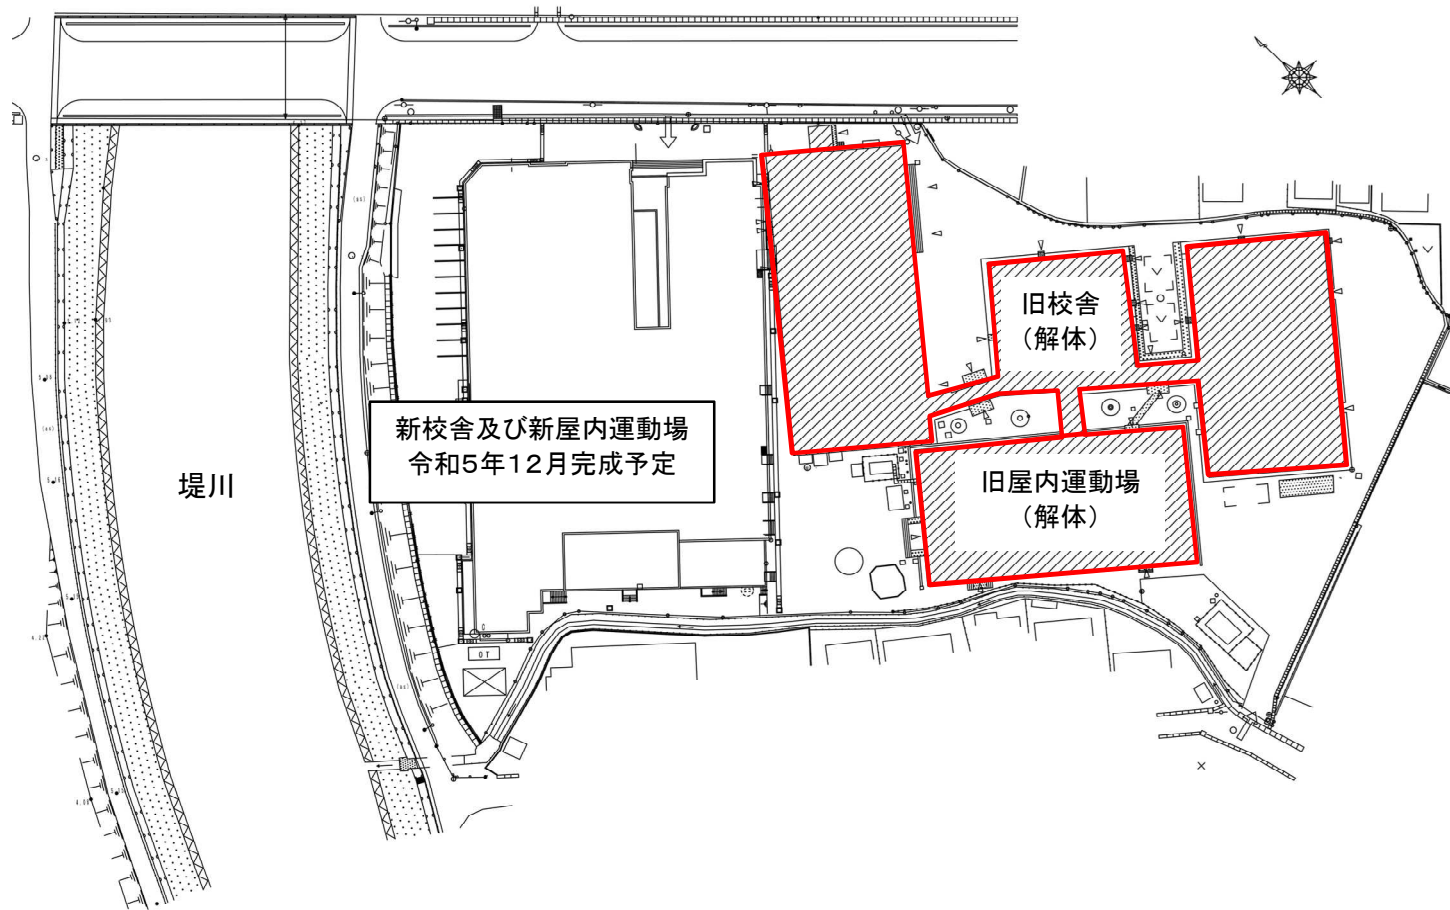 旧校舎
（解体）
新校舎及び新屋内運動場
令和5年12月完成予定
堤川
旧屋内運動場
（解体）